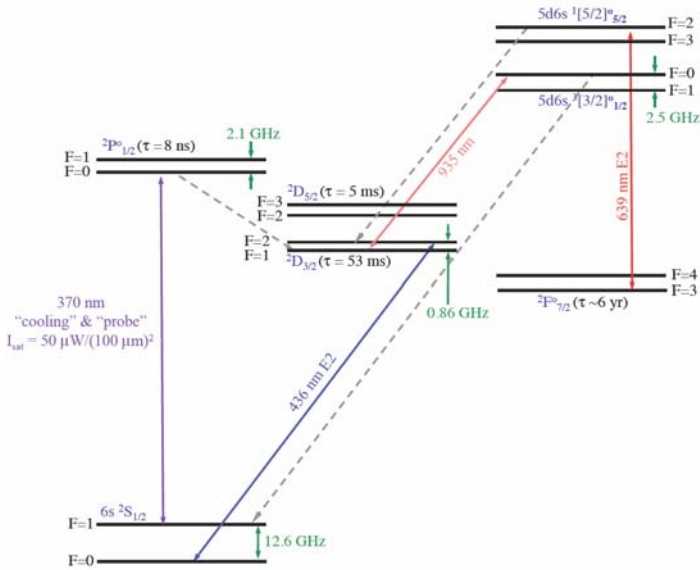 5d6s ¹[5/2]°₅/₂
F=2
F=3
F=0
F=1
5d6s ³[3/2]°₁/₂
2.5 GHz
2.1 GHz
²P°₁/₂ (τ = 8 ns)
F=1
F=0
935 nm
639 nm E2
²D₅/₂ (τ = 5 ms)
F=3
F=2
F=2
F=1
²D₃/₂ (τ = 53 ms)
F=4
F=3
²F°₇/₂ (τ ~6 yr)
0.86 GHz
370 nm
“cooling” & “probe”
Iₛₐₜ = 50 µW/(100 µm)²
436 nm E2
6s ²S₁/₂
F=1
12.6 GHz
F=0